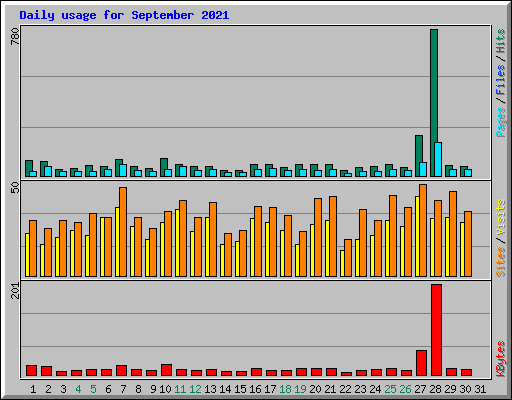 Daily usage for September 2021
780
50
201
Pages / Files / Hits
Sites / Visits
KBytes
1 2 3 4 5 6 7 8 9 10 11 12 13 14 15 16 17 18 19 20 21 22 23 24 25 26 27 28 29 30 31